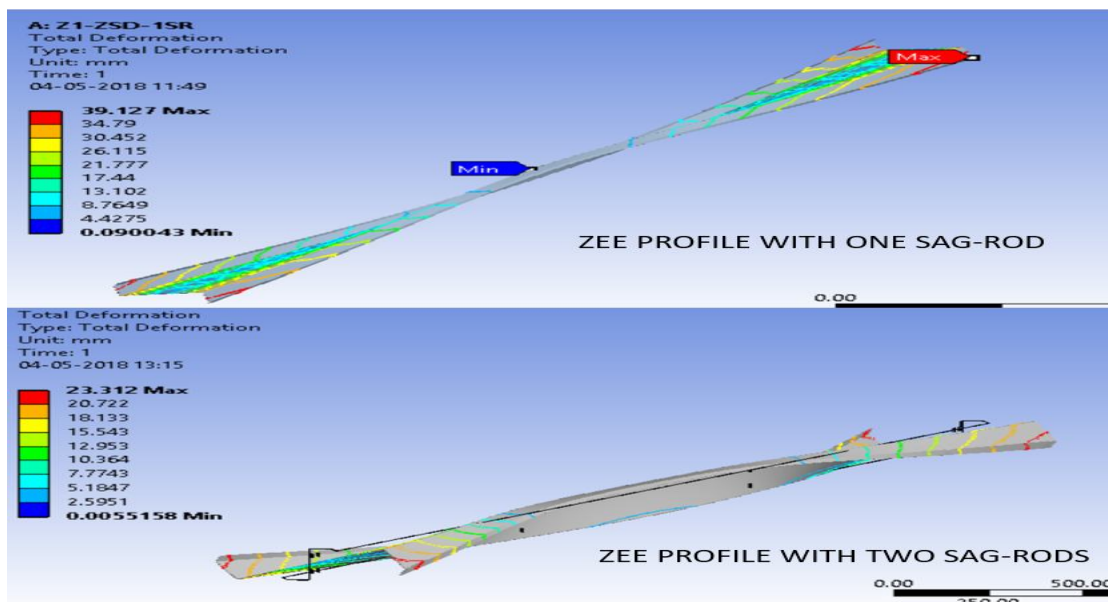 A: Z1-ZSD-1SR
Total Deformation
Type: Total Deformation
Unit: mm
Time: 1
04-05-2018 11:49
39.127 Max
34.79
30.452
26.115
21.777
17.44
13.102
8.7649
4.4275
0.090043 Min
Max
Min
ZEE PROFILE WITH ONE SAG-ROD
0.00
Total Deformation
Type: Total Deformation
Unit: mm
Time: 1
04-05-2018 13:15
23.312 Max
20.722
18.133
15.543
12.953
10.364
7.7743
5.1847
2.5951
0.0055158 Min
ZEE PROFILE WITH TWO SAG-RODS
0.00 500.00
250.00